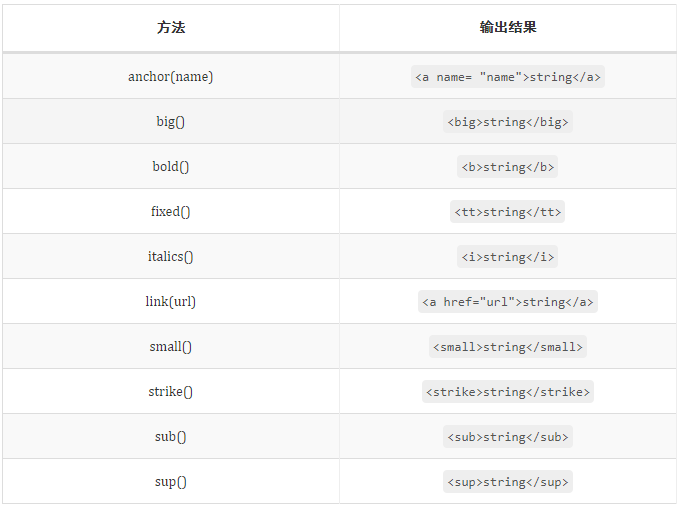 方法 输出结果
anchor(name) <a name= "name">string</a>
big() <big>string</big>
bold() <b>string</b>
fixed() <tt>string</tt>
italics() <i>string</i>
link(url) <a href="url">string</a>
small() <small>string</small>
strike() <strike>string</strike>
sub() <sub>string</sub>
sup() <sup>string</sup>